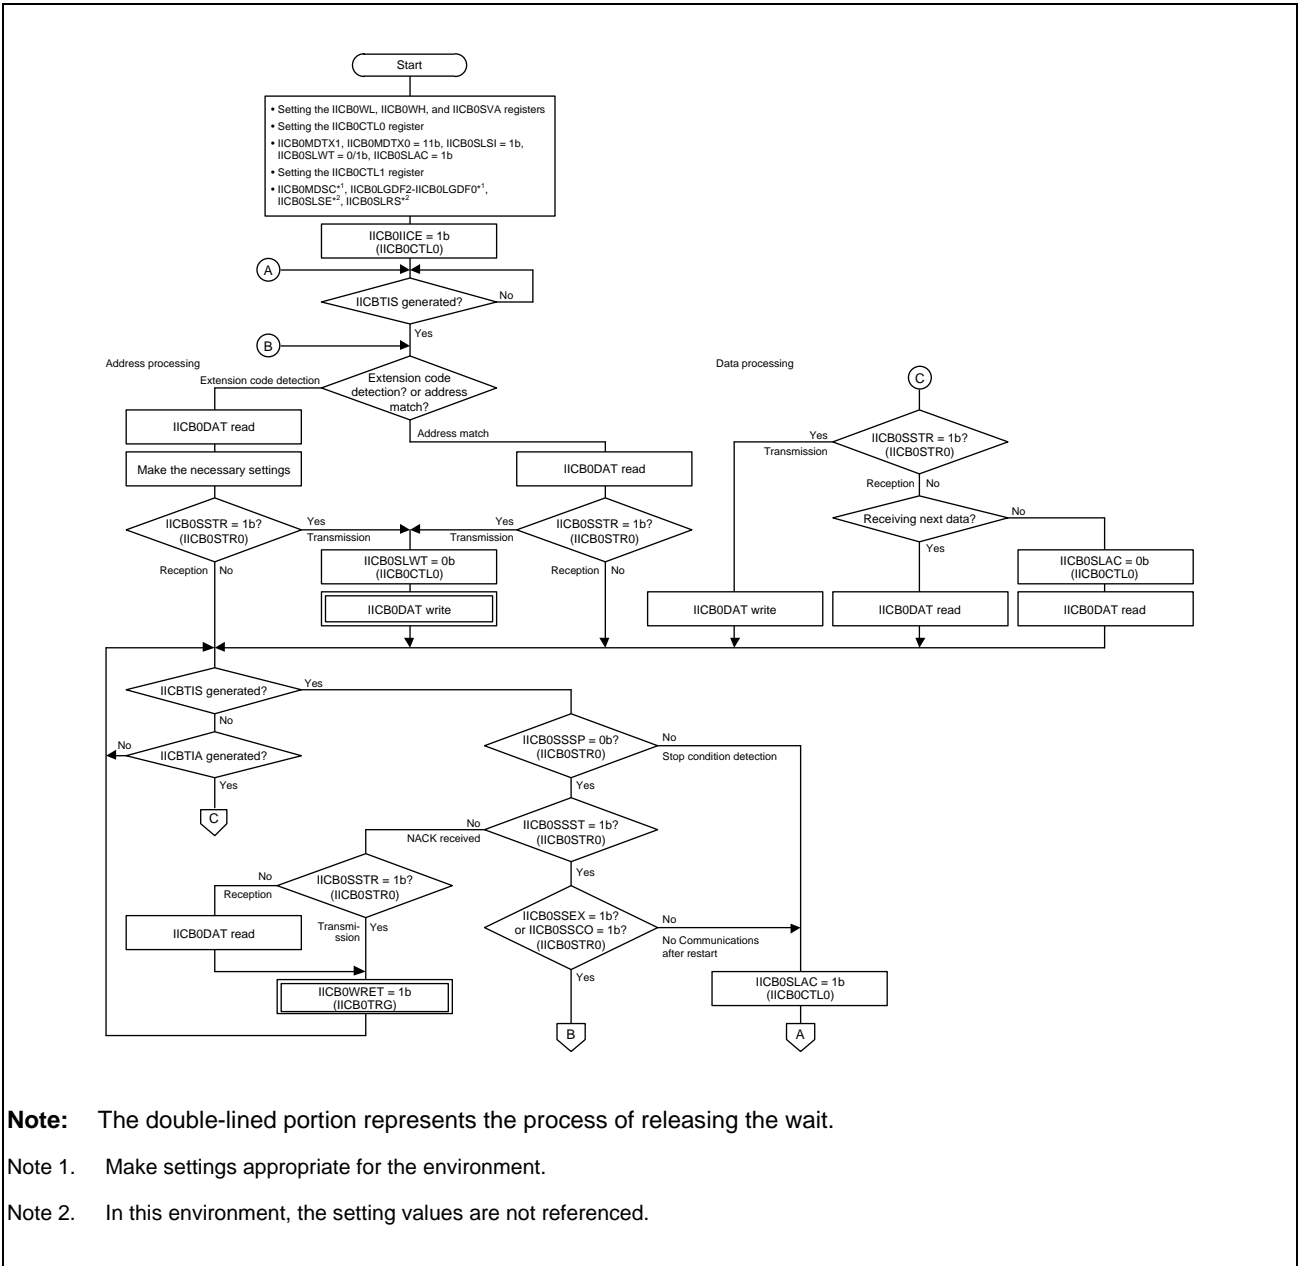 Start
• Setting the IICB0WL, IICB0WH, and IICB0SVA registers
• Setting the IICB0CTL0 register
• IICB0MDTX1, IICB0MDTX0 = 11b, IICB0SLSI = 1b,
IICB0SLWT = 0/1b, IICB0SLAC = 1b
• Setting the IICB0CTL1 register
• IICB0MDSC*1, IICB0LGDF2-IICB0LGDF0*1,
IICB0SLSE*2, IICB0SLRS*2
IICB0IICE = 1b
(IICB0CTL0)
A
IICBTIS generated?
No
Yes
B
Address processing
Extension code detection
Extension code
detection? or address
match?
Address match
IICB0DAT read
Make the necessary settings
IICB0SSTR = 1b?
(IICB0STR0)
Yes
Transmission
Reception
No
IICB0DAT read
IICB0SSTR = 1b?
(IICB0STR0)
Yes
Transmission
Reception
No
IICB0SLWT = 0b
(IICB0CTL0)
IICB0DAT write
Data processing
C
IICB0SSTR = 1b?
(IICB0STR0)
Yes
Transmission
Reception
No
Receiving next data?
No
Yes
IICB0SLAC = 0b
(IICB0CTL0)
IICB0DAT write
IICB0DAT read
IICB0DAT read
IICBTIS generated?
Yes
No
IICBTIA generated?
No
Yes
C
IICB0SSSP = 0b?
(IICB0STR0)
No
Stop condition detection
Yes
IICB0SSST = 1b?
(IICB0STR0)
No
NACK received
Yes
IICB0SSTR = 1b?
(IICB0STR0)
No
Reception
Transmi-
ssion
Yes
IICB0DAT read
IICB0WRET = 1b
(IICB0TRG)
IICB0SSEX = 1b?
or IICB0SSCO = 1b?
(IICB0STR0)
No
No Communications
after restart
Yes
B
IICB0SLAC = 1b
(IICB0CTL0)
A
Note: The double-lined portion represents the process of releasing the wait.
Note 1. Make settings appropriate for the environment.
Note 2. In this environment, the setting values are not referenced.